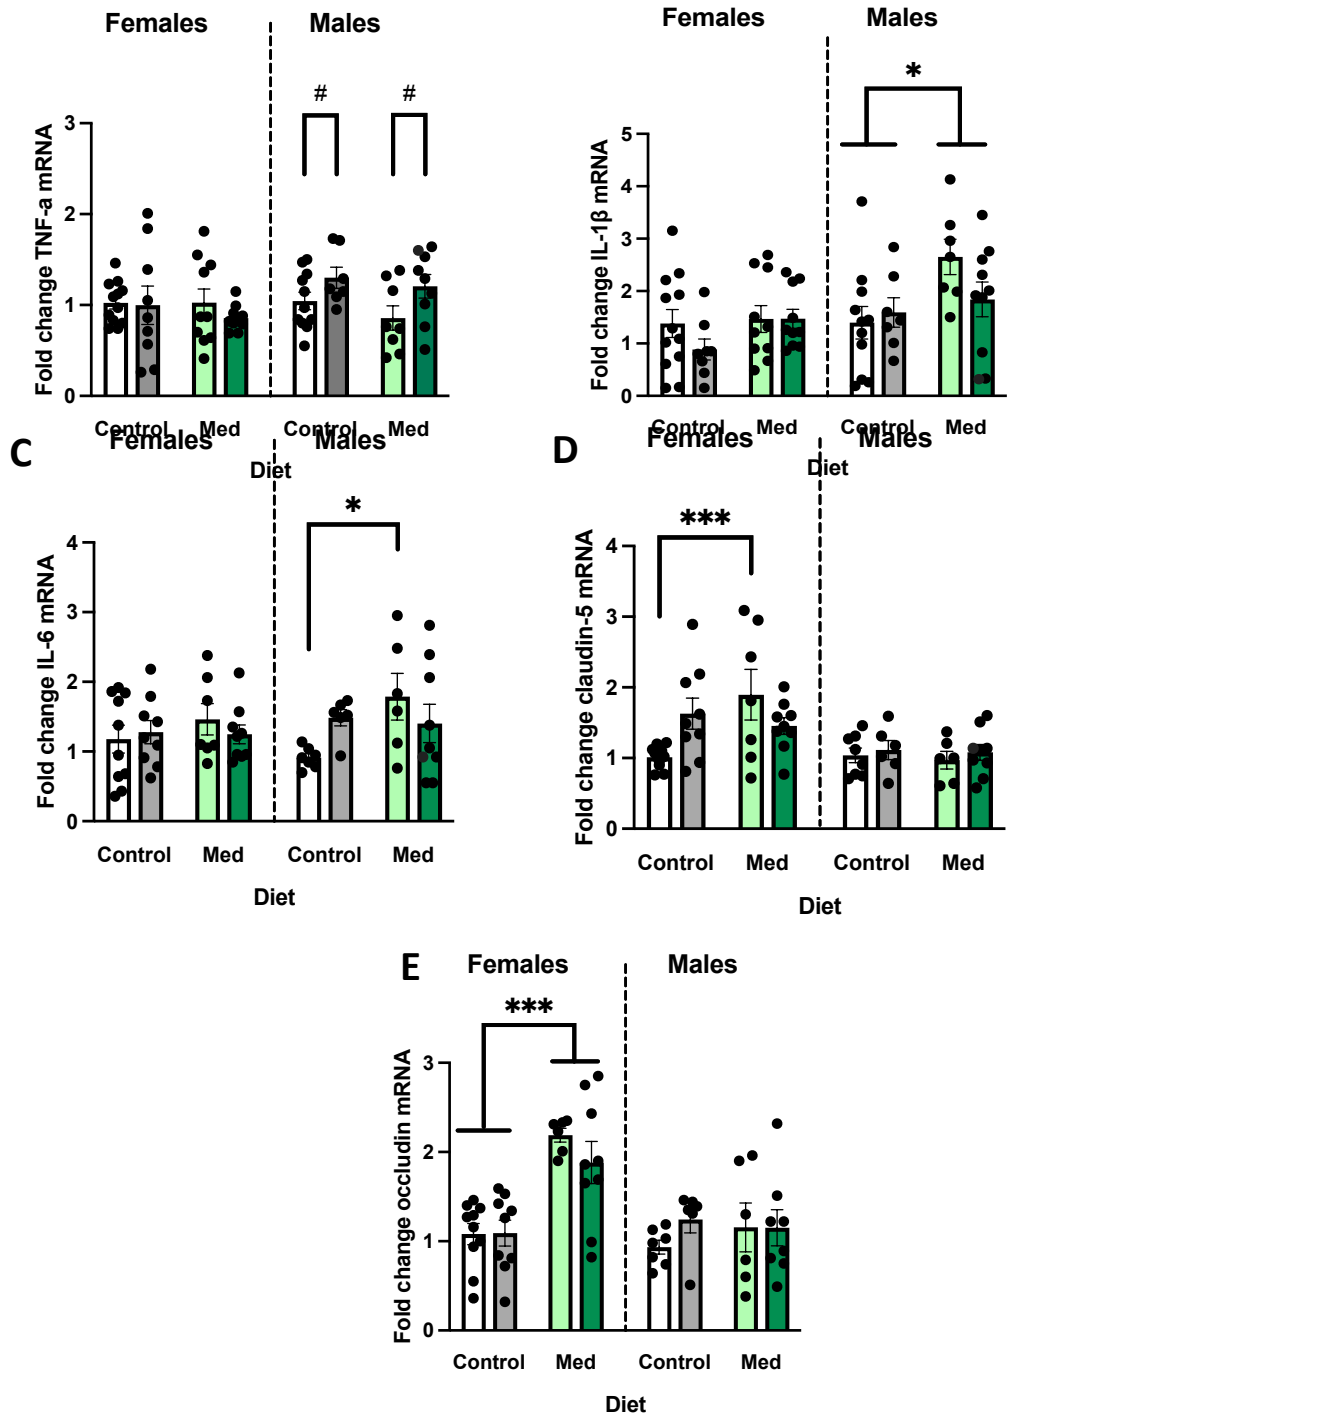 Females Males
# #
Fold change TNF-a mRNA
3
2
1
0
Control Med Control Med
Diet
Females Males
*
Fold change IL-1β mRNA
5
4
3
2
1
0
Control Med Control Med
Diet
C
Females Males
*
Fold change IL-6 mRNA
4
3
2
1
0
Control Med Control Med
Diet
D
Females Males
***
Fold change claudin-5 mRNA
4
3
2
1
0
Control Med Control Med
Diet
E
Females Males
***
Fold change occludin mRNA
3
2
1
0
Control Med Control Med
Diet